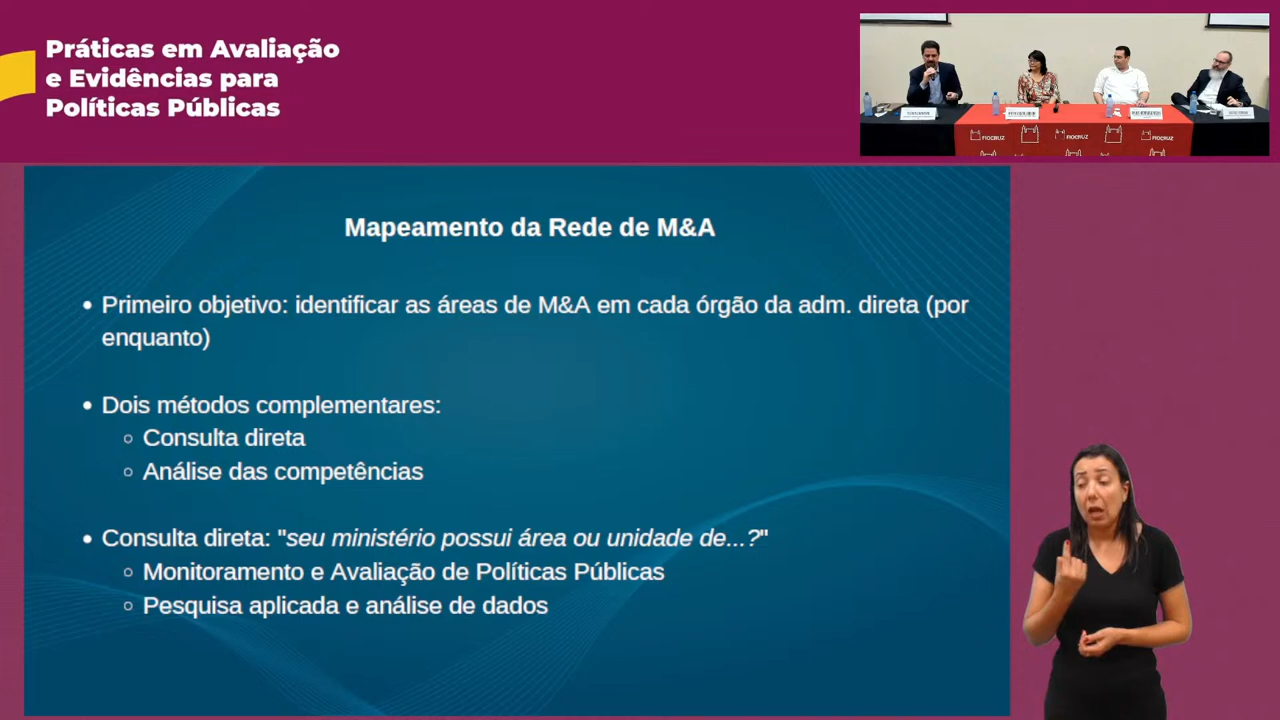 Práticas em Avaliação
e Evidências para
Políticas Públicas
FIOCRUZ
FIOCRUZ
FIOCRUZ
Mapeamento da Rede de M&A
• Primeiro objetivo: identificar as áreas de M&A em cada órgão da adm. direta (por
enquanto)
• Dois métodos complementares:
○ Consulta direta
○ Análise das competências
• Consulta direta: "seu ministério possui área ou unidade de...?"
○ Monitoramento e Avaliação de Políticas Públicas
○ Pesquisa aplicada e análise de dados